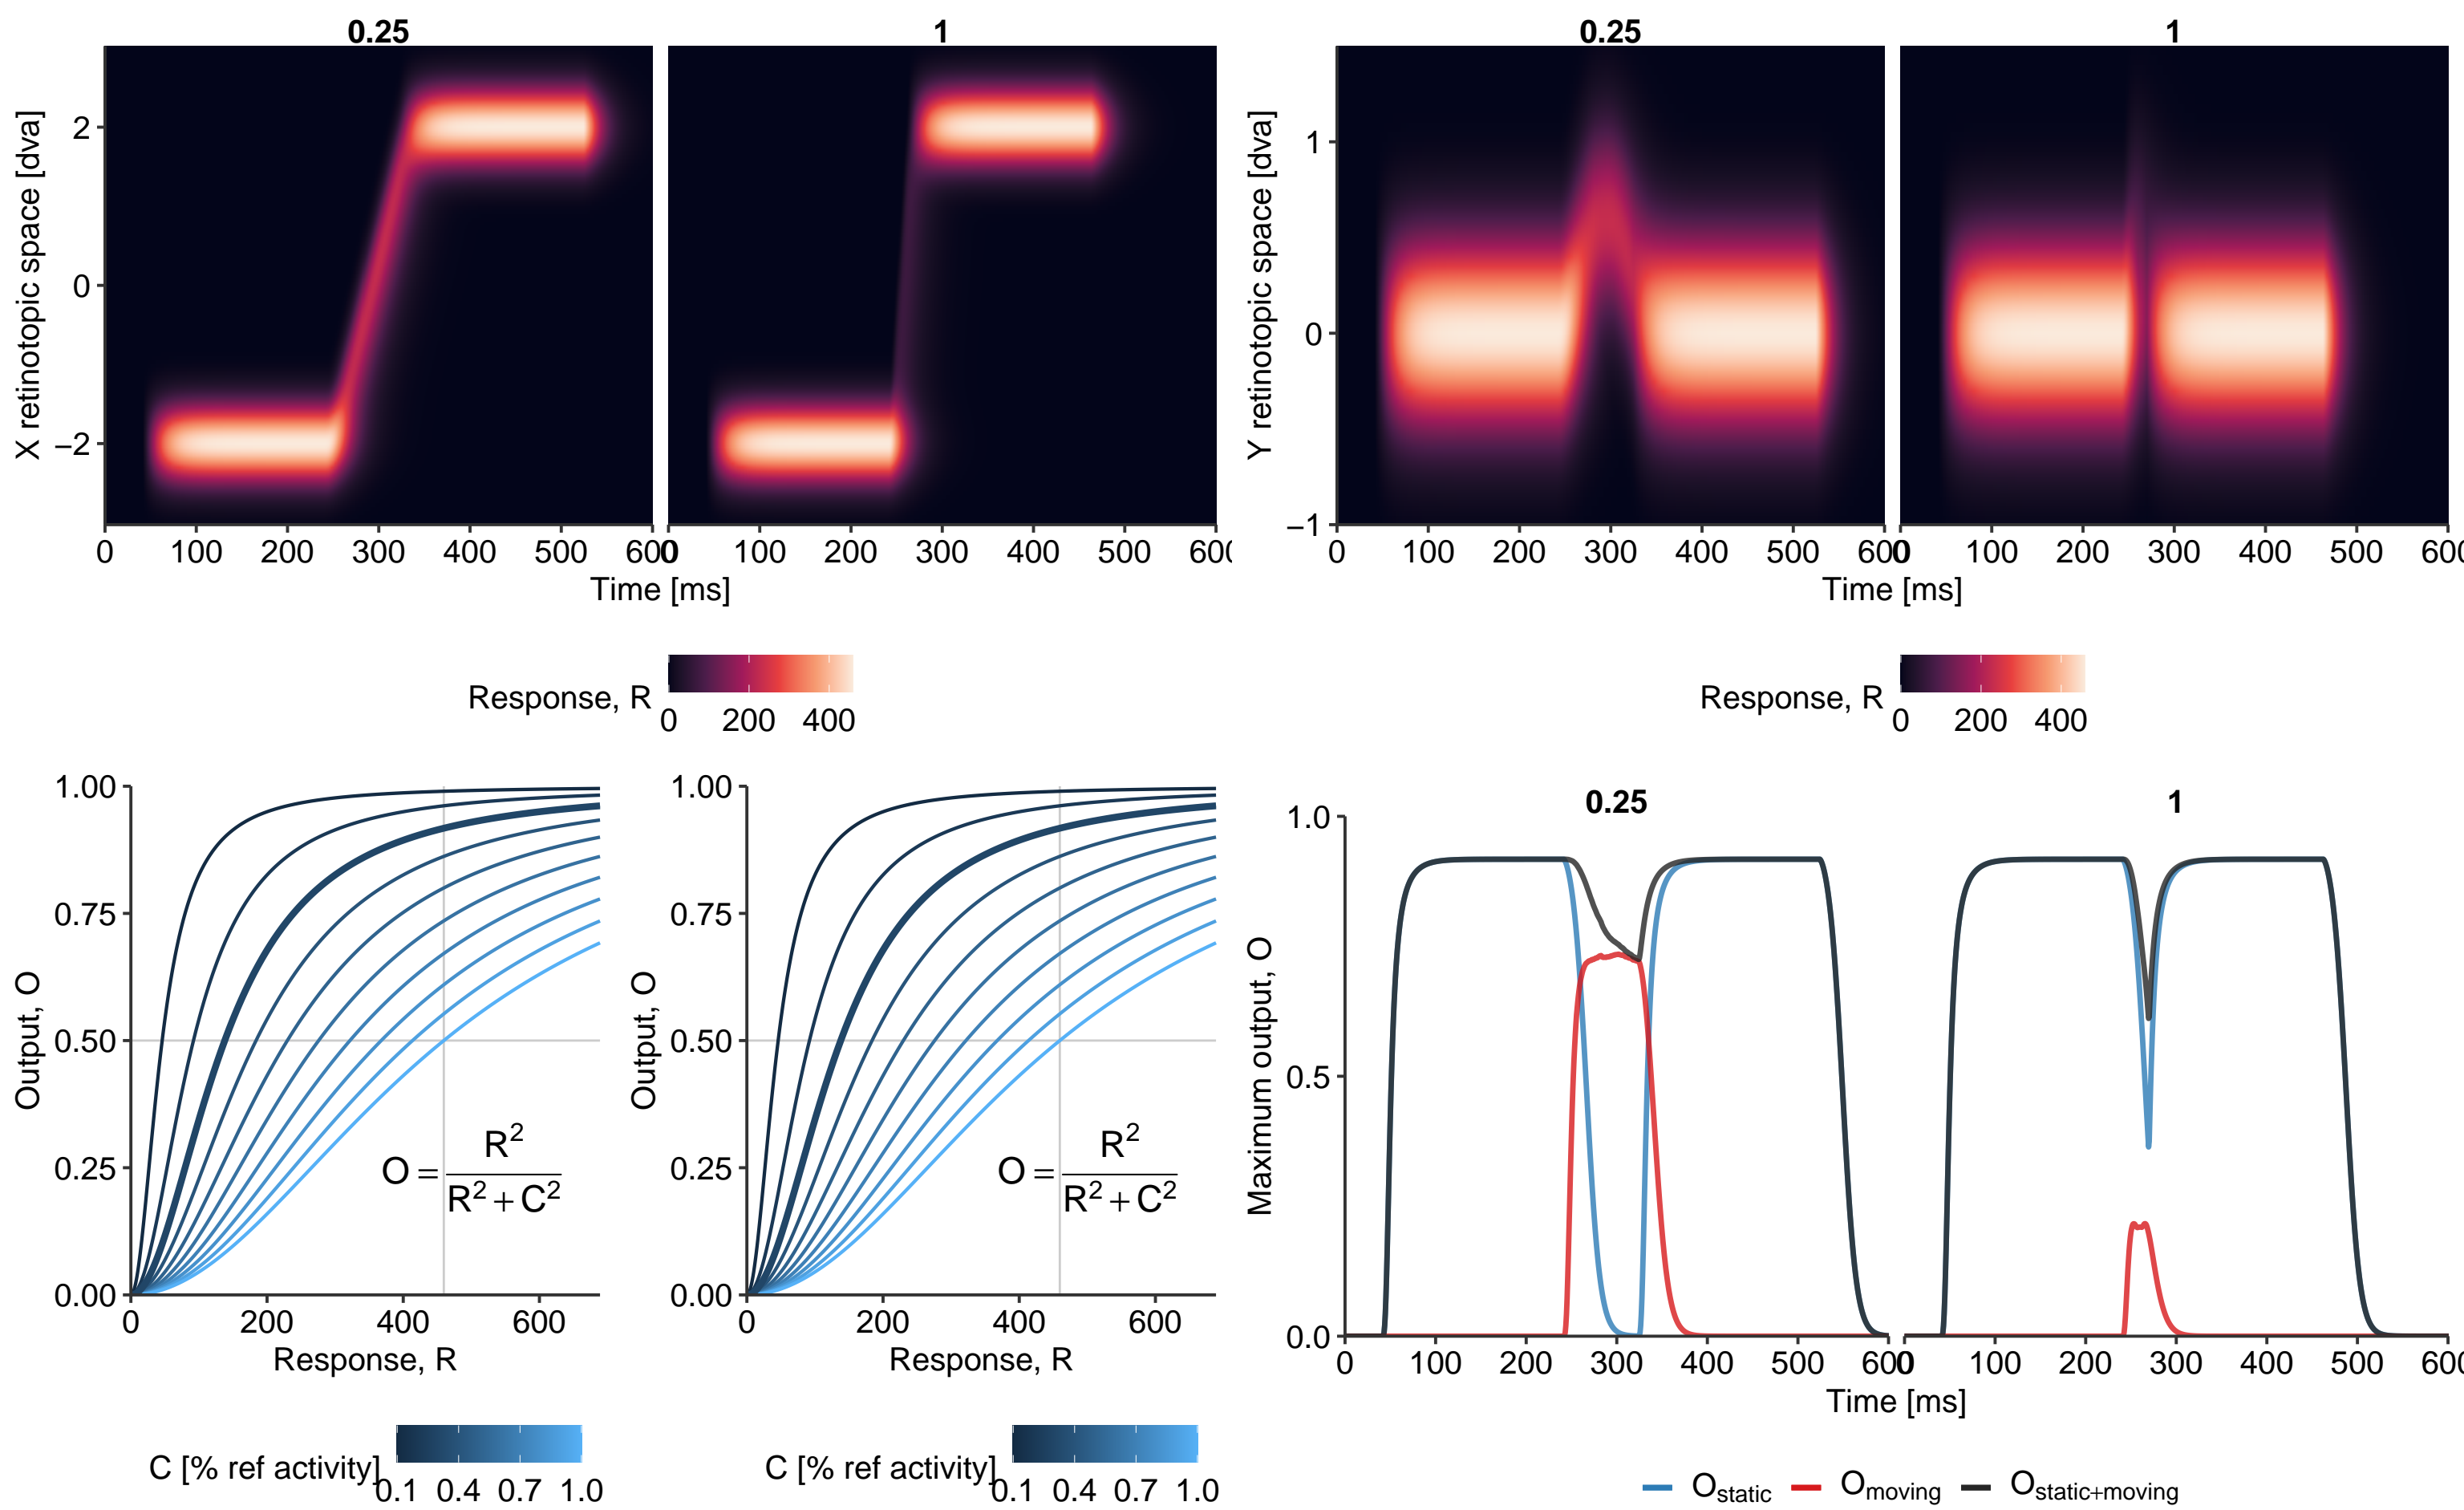 0.25 1 0.25 1
X retinotopic space [dva]
2
0
−2
0 100 200 300 400 500 600 0 100 200 300 400 500 600
Time [ms]
Response, R
0 200 400
Y retinotopic space [dva]
1
0
−1
0 100 200 300 400 500 600 0 100 200 300 400 500 600
Time [ms]
Response, R
0 200 400
Output, O
1.00
0.75
0.50
0.25
0.00
O = R² / (R² + C²)
0 200 400 600
Response, R
C [% ref activity]
0.1 0.4 0.7 1.0
Output, O
1.00
0.75
0.50
0.25
0.00
O = R² / (R² + C²)
0 200 400 600
Response, R
C [% ref activity]
0.1 0.4 0.7 1.0
0.25 1
Maximum output, O
1.0
0.5
0.0
0 100 200 300 400 500 600 0 100 200 300 400 500 600
Time [ms]
Ostatic Omoving Ostatic+moving